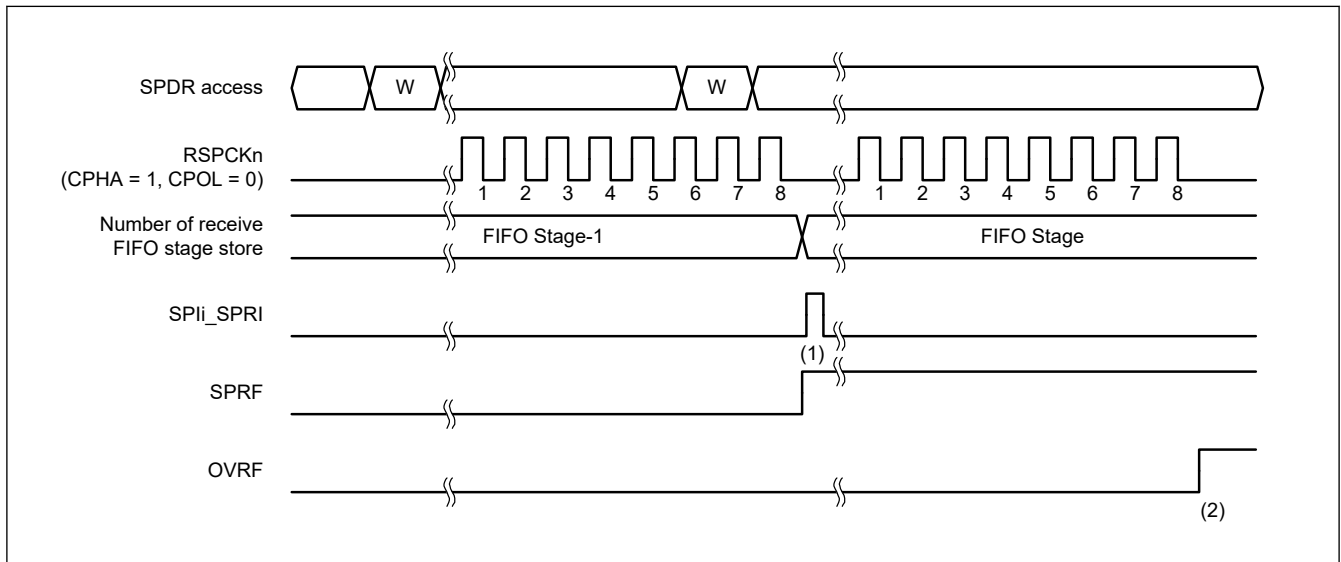 SPDR access
W
W
RSPCKn
(CPHA = 1, CPOL = 0)
1 2 3 4 5 6 7 8
1 2 3 4 5 6 7 8
Number of receive
FIFO stage store
FIFO Stage-1
FIFO Stage
SPIi_SPRI
(1)
SPRF
OVRF
(2)